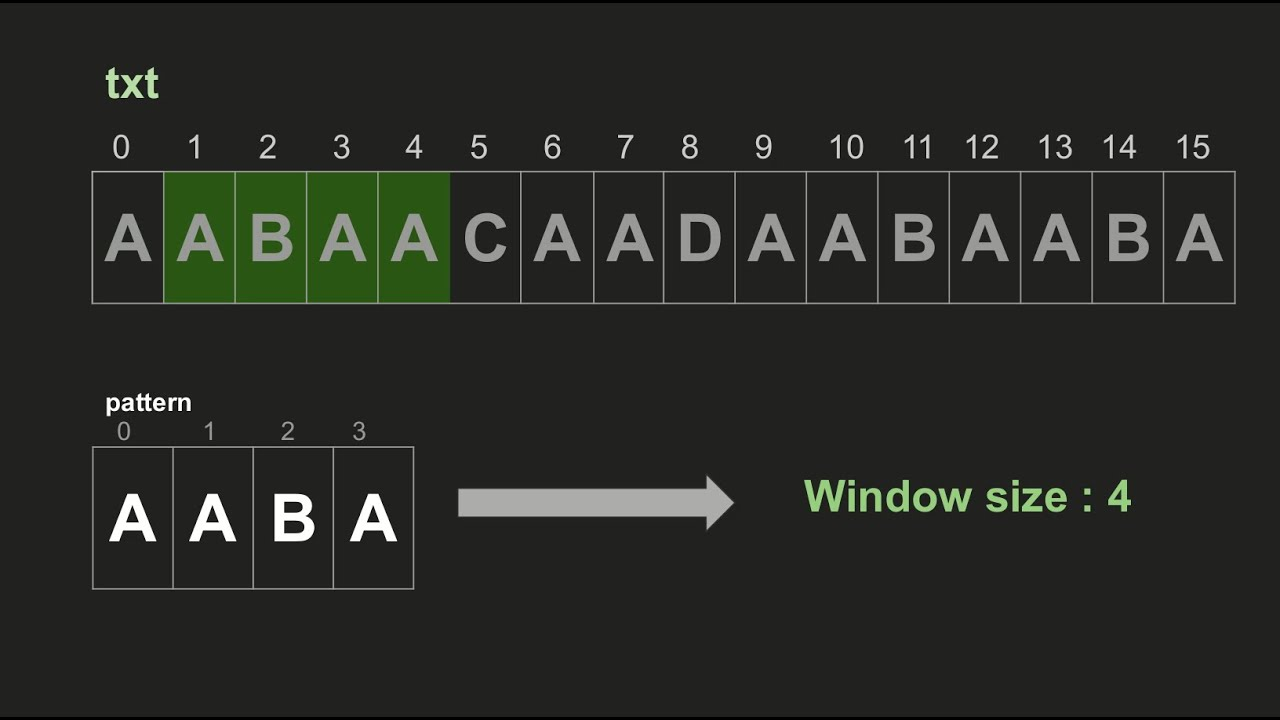 txt
0 1 2 3 4 5 6 7 8 9 10 11 12 13 14 15
A A B A A C A A D A A B A A B A
pattern
0 1 2 3
A A B A
Window size : 4